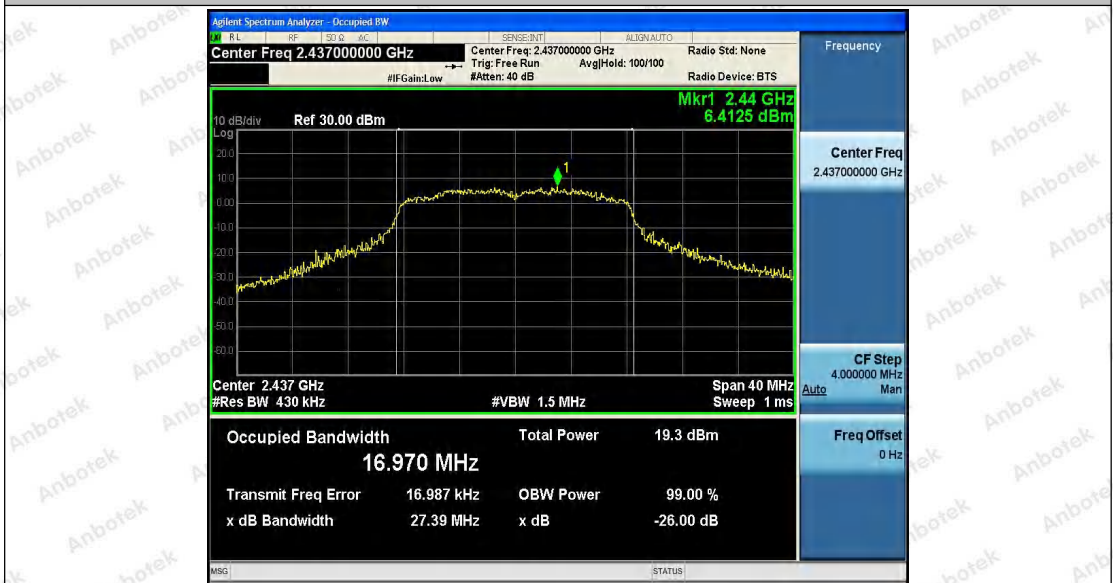 Agilent Spectrum Analyzer - Occupied BW
RL RF 50 Ω AC SENSE:INT ALIGNAUTO
Center Freq 2.437000000 GHz
Center Freq: 2.437000000 GHz Radio Std: None
Trig: Free Run Avg|Hold: 100/100
#IFGain:Low #Atten: 40 dB Radio Device: BTS
Frequency
Mkr1 2.44 GHz
6.4125 dBm
10 dB/div Ref 30.00 dBm
Log
20.0
10.0
0.00
-10.0
-20.0
-30.0
-40.0
-50.0
-60.0
1
Center 2.437 GHz Span 40 MHz
#Res BW 430 kHz #VBW 1.5 MHz Sweep 1 ms
Center Freq
2.437000000 GHz
CF Step
4.000000 MHz
Auto Man
Freq Offset
0 Hz
Occupied Bandwidth Total Power 19.3 dBm
16.970 MHz
Transmit Freq Error 16.987 kHz OBW Power 99.00 %
x dB Bandwidth 27.39 MHz x dB -26.00 dB
MSG STATUS
Anbotek